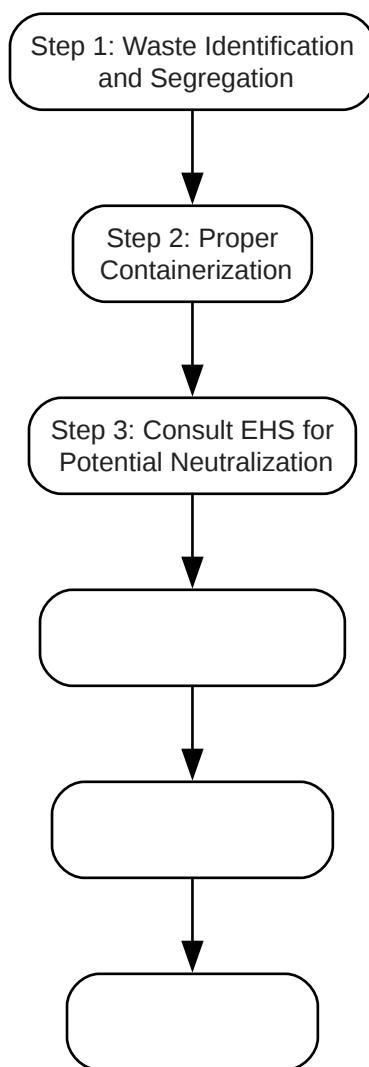 Step 1: Waste Identification
and Segregation
Step 2: Proper
Containerization
Step 3: Consult EHS for
Potential Neutralization